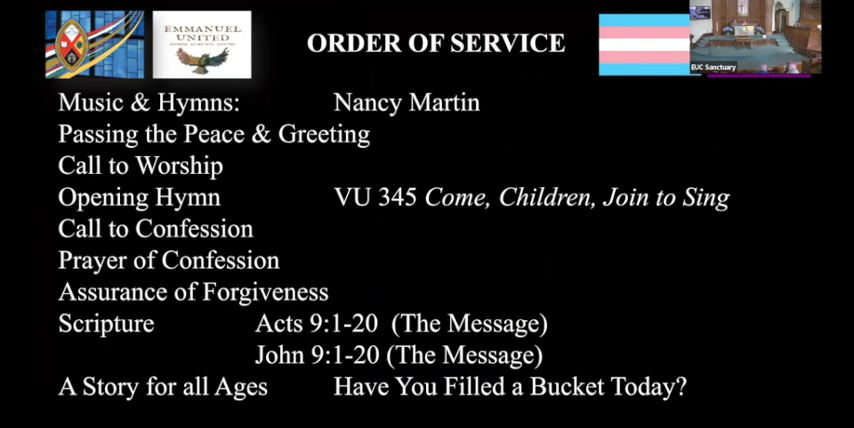 EMMANUEL
UNITED
ORDER OF SERVICE
EUC Sanctuary
Music & Hymns: Nancy Martin
Passing the Peace & Greeting
Call to Worship
Opening Hymn VU 345 Come, Children, Join to Sing
Call to Confession
Prayer of Confession
Assurance of Forgiveness
Scripture Acts 9:1-20 (The Message)
John 9:1-20 (The Message)
A Story for all Ages Have You Filled a Bucket Today?